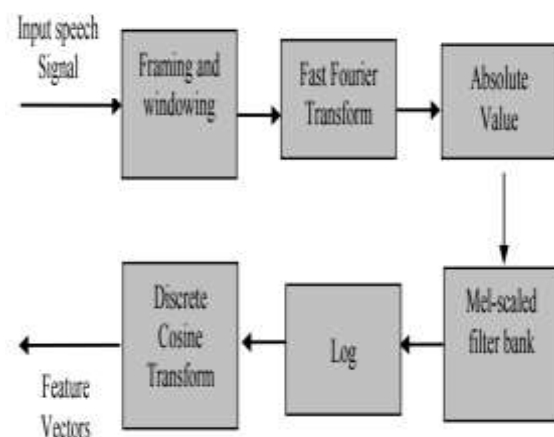 Input speech
Signal
Framing and
windowing
Fast Fourier
Transform
Absolute
Value
Mel-scaled
filter bank
Log
Discrete
Cosine
Transform
Feature
Vectors